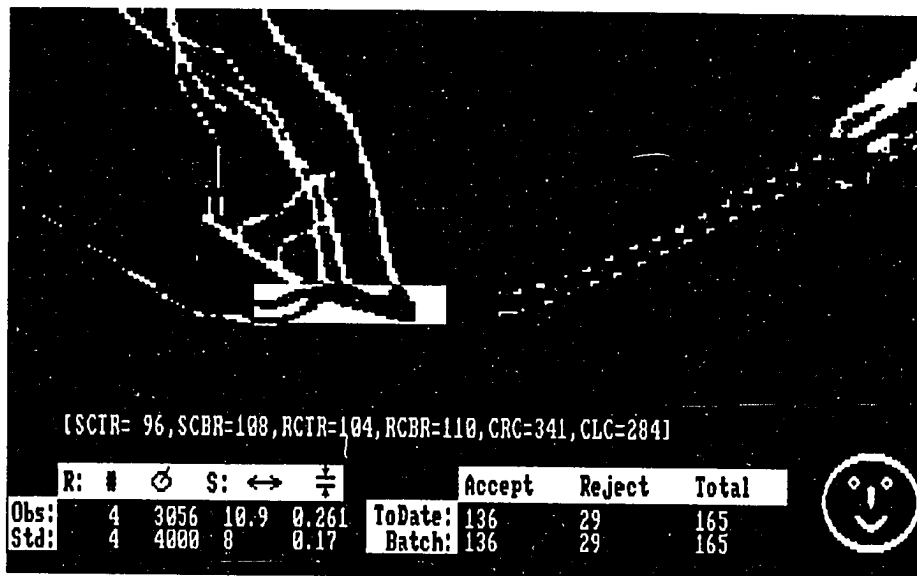 [SCTR= 96,SCBR=108,RCTR=104,RCBR=110,CRC=341,CLC=284]
R: # S: Accept Reject Total
Obs: 4 3056 10.9 0.261 ToDate: 136 29 165
Std: 4 4000 8 0.17 Batch: 136 29 165